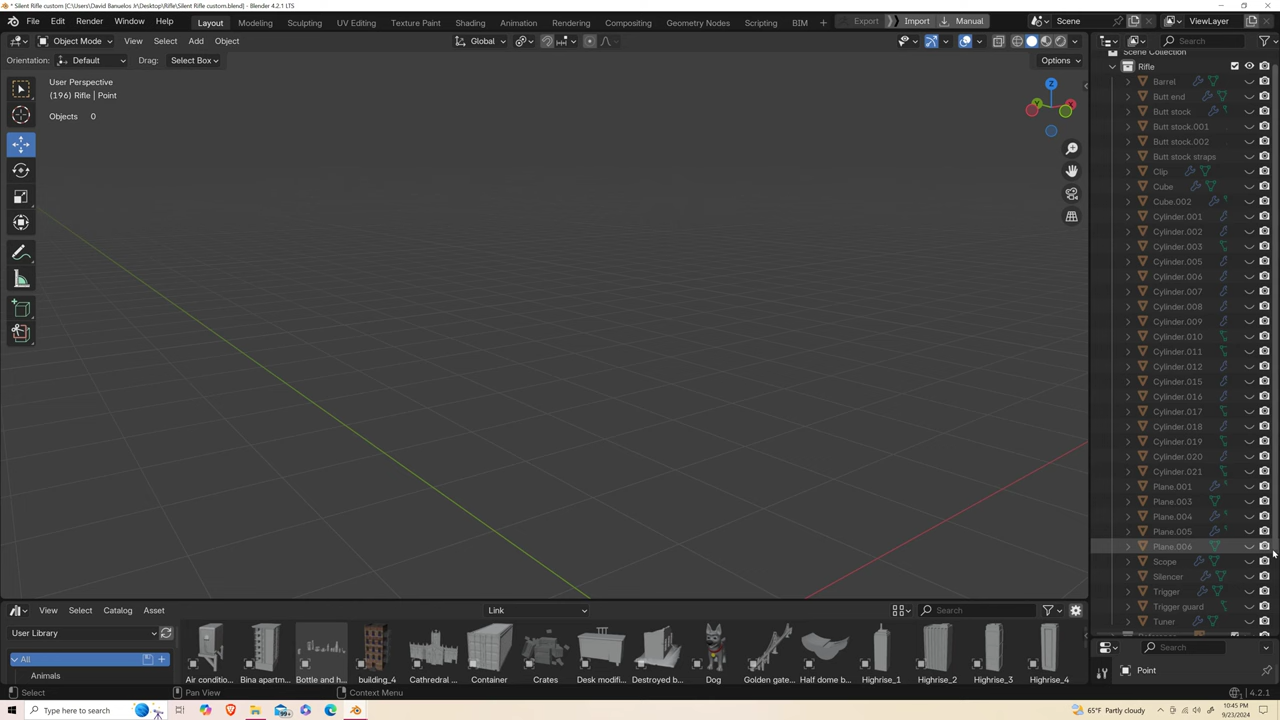 * Silent Rifle custom [C:\Users\David Banuelos Jr\Desktop\Rifle\Silent Rifle custom.blend] - Blender 4.2.1 LTS
File Edit Render Window Help Layout Modeling Sculpting UV Editing Texture Paint Shading Animation Rendering Compositing Geometry Nodes Scripting BIM + Export Import Manual Scene ViewLayer
Object Mode View Select Add Object Global Search
Orientation: Default Drag: Select Box Options
Scene Collection
User Perspective
(196) Rifle | Point
Objects 0
Z
Y
X
Rifle
Barrel
Butt end
Butt stock
Butt stock.001
Butt stock.002
Butt stock straps
Clip
Cube
Cube.002
Cylinder.001
Cylinder.002
Cylinder.003
Cylinder.005
Cylinder.006
Cylinder.007
Cylinder.008
Cylinder.009
Cylinder.010
Cylinder.011
Cylinder.012
Cylinder.015
Cylinder.016
Cylinder.017
Cylinder.018
Cylinder.019
Cylinder.020
Cylinder.021
Plane.001
Plane.003
Plane.004
Plane.005
Plane.006
Scope
Silencer
Trigger
Trigger guard
Tuner
View Select Catalog Asset Link Search
User Library
All
Animals
Air conditio... Bina apartm... Bottle and h... building_4 Cathredral ... Container Crates Desk modifi... Destroyed b... Dog Golden gate... Half dome b... Highrise_1 Highrise_2 Highrise_3 Highrise_4
Search
Point
Select Pan View Context Menu 4.2.1
Type here to search 99+ 65°F Partly cloudy 10:45 PM
9/23/2024